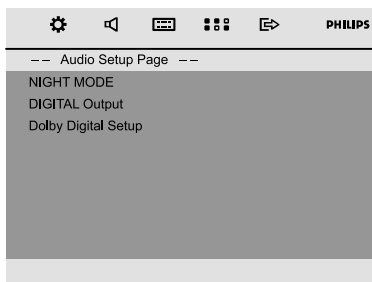 PHILIPS
-- Audio Setup Page --
NIGHT MODE
DIGITAL Output
Dolby Digital Setup